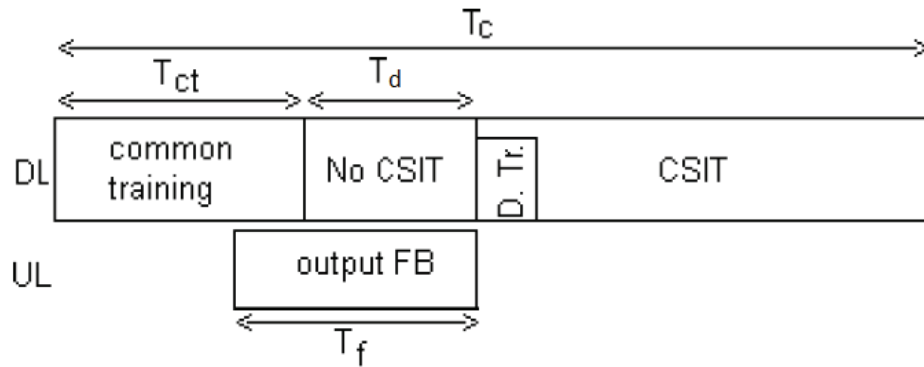 Tc
Tct
Td
DL
common
training
No CSIT
D. Tr.
CSIT
UL
output FB
Tf